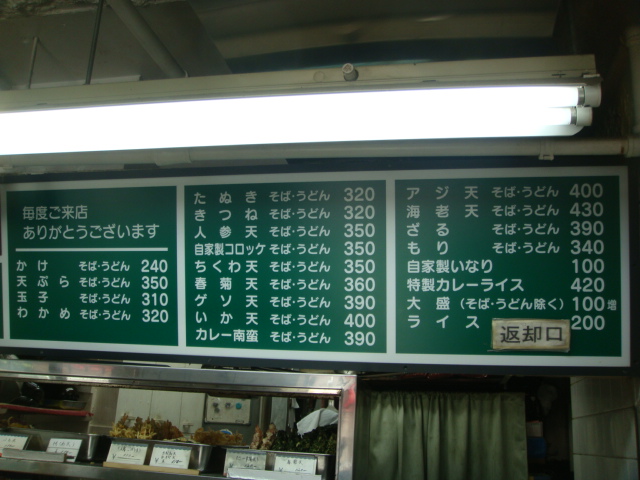 毎度ご来店
ありがとうございます
かけ そば・うどん 240
天ぷら そば・うどん 350
玉子 そば・うどん 310
わかめ そば・うどん 320
たぬき そば・うどん 320
きつね そば・うどん 320
人参天 そば・うどん 350
自家製コロッケ そば・うどん 350
ちくわ天 そば・うどん 350
春菊天 そば・うどん 360
ゲソ天 そば・うどん 390
いか天 そば・うどん 400
カレー南蛮 そば・うどん 390
アジ天 そば・うどん 400
海老天 そば・うどん 430
ざる そば・うどん 390
もり そば・うどん 340
自家製いなり 100
特製カレーライス 420
大盛(そば・うどん除く) 100増
ライス 200
返却口